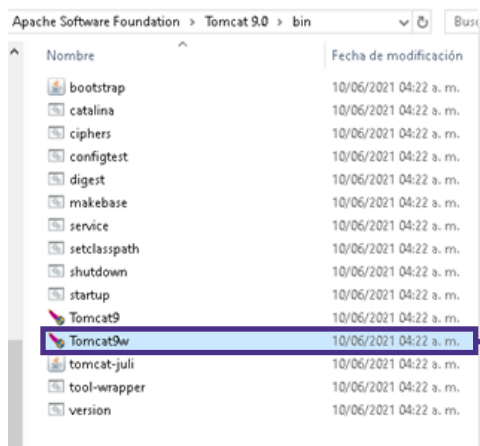 Apache Software Foundation > Tomcat 9.0 > bin
Nombre Fecha de modificación
bootstrap 10/06/2021 04:22 a. m.
catalina 10/06/2021 04:22 a. m.
ciphers 10/06/2021 04:22 a. m.
configtest 10/06/2021 04:22 a. m.
digest 10/06/2021 04:22 a. m.
makebase 10/06/2021 04:22 a. m.
service 10/06/2021 04:22 a. m.
setclasspath 10/06/2021 04:22 a. m.
shutdown 10/06/2021 04:22 a. m.
startup 10/06/2021 04:22 a. m.
Tomcat9 10/06/2021 04:22 a. m.
Tomcat9w 10/06/2021 04:22 a. m.
tomcat-juli 10/06/2021 04:22 a. m.
tool-wrapper 10/06/2021 04:22 a. m.
version 10/06/2021 04:22 a. m.